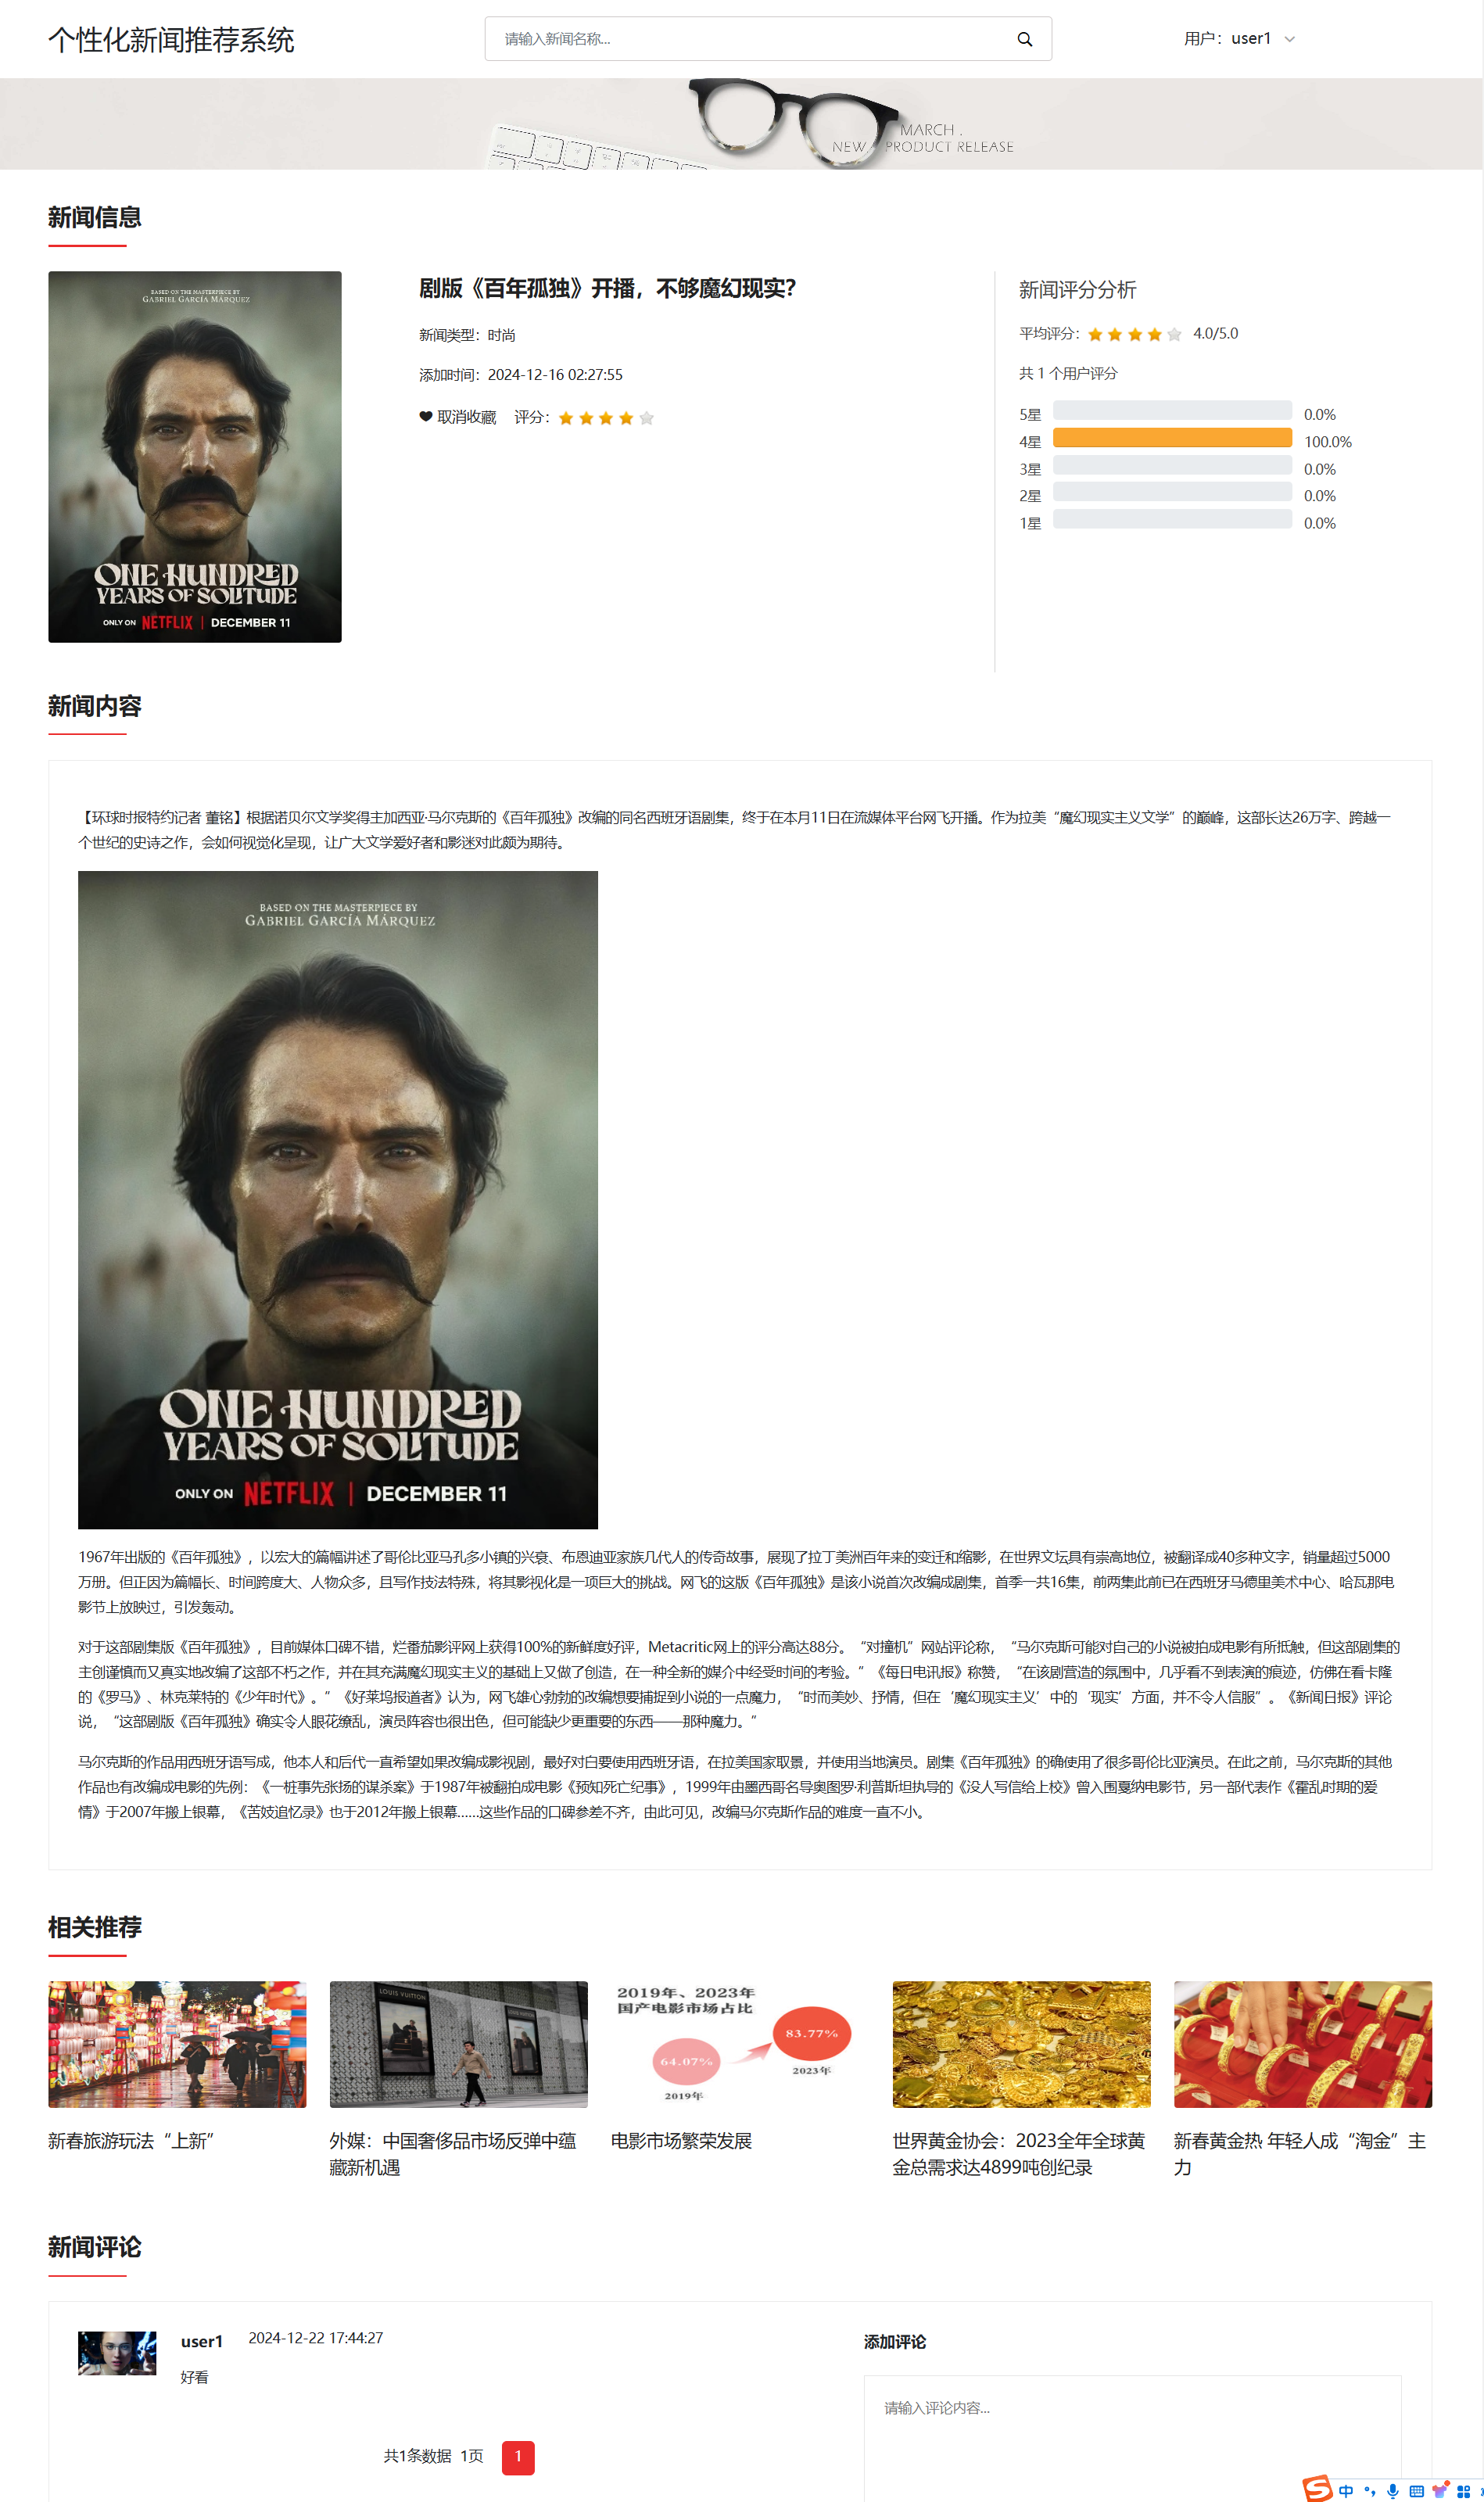 个性化新闻推荐系统
请输入新闻名称...
用户：user1
MARCH .
NEW / PRODUCT RELEASE
新闻信息
BASED ON THE MASTERPIECE BY
GABRIEL GARCÍA MÁRQUEZ
ONE HUNDRED
YEARS OF SOLITUDE
ONLY ON NETFLIX | DECEMBER 11
剧版《百年孤独》开播，不够魔幻现实？
新闻类型：时尚
添加时间：2024-12-16 02:27:55
取消收藏 评分：
新闻评分分析
平均评分： 4.0/5.0
共 1 个用户评分
5星 0.0%
4星 100.0%
3星 0.0%
2星 0.0%
1星 0.0%
新闻内容
【环球时报特约记者 董铭】根据诺贝尔文学奖得主加西亚·马尔克斯的《百年孤独》改编的同名西班牙语剧集，终于在本月11日在流媒体平台网飞开播。作为拉美“魔幻现实主义文学”的巅峰，这部长达26万字、跨越一
个世纪的史诗之作，会如何视觉化呈现，让广大文学爱好者和影迷对此颇为期待。
BASED ON THE MASTERPIECE BY
GABRIEL GARCÍA MÁRQUEZ
ONE HUNDRED
YEARS OF SOLITUDE
ONLY ON NETFLIX | DECEMBER 11
1967年出版的《百年孤独》，以宏大的篇幅讲述了哥伦比亚马孔多小镇的兴衰、布恩迪亚家族几代人的传奇故事，展现了拉丁美洲百年来的变迁和缩影，在世界文坛具有崇高地位，被翻译成40多种文字，销量超过5000
万册。但正因为篇幅长、时间跨度大、人物众多，且写作技法特殊，将其影视化是一项巨大的挑战。网飞的这版《百年孤独》是该小说首次改编成剧集，首季一共16集，前两集此前已在西班牙马德里美术中心、哈瓦那电
影节上放映过，引发轰动。
对于这部剧集版《百年孤独》，目前媒体口碑不错，烂番茄影评网上获得100%的新鲜度好评，Metacritic网上的评分高达88分。“对撞机”网站评论称，“马尔克斯可能对自己的小说被拍成电影有所抵触，但这部剧集的
主创谨慎而又真实地改编了这部不朽之作，并在其充满魔幻现实主义的基础上又做了创造，在一种全新的媒介中经受时间的考验。”《每日电讯报》称赞，“在该剧营造的氛围中，几乎看不到表演的痕迹，仿佛在看卡隆
的《罗马》、林克莱特的《少年时代》。”《好莱坞报道者》认为，网飞雄心勃勃的改编想要捕捉到小说的一点魔力，“时而美妙、抒情，但在‘魔幻现实主义’中的‘现实’方面，并不令人信服”。《新闻日报》评论
说，“这部剧版《百年孤独》确实令人眼花缭乱，演员阵容也很出色，但可能缺少更重要的东西——那种魔力。”
马尔克斯的作品用西班牙语写成，他本人和后代一直希望如果改编成影视剧，最好对白要使用西班牙语，在拉美国家取景，并使用当地演员。剧集《百年孤独》的确使用了很多哥伦比亚演员。在此之前，马尔克斯的其他
作品也有改编成电影的先例：《一桩事先张扬的谋杀案》于1987年被翻拍成电影《预知死亡纪事》，1999年由墨西哥名导奥图罗·利普斯坦执导的《没人写信给上校》曾入围戛纳电影节，另一部代表作《霍乱时期的爱
情》于2007年搬上银幕，《苦妓追忆录》也于2012年搬上银幕……这些作品的口碑参差不齐，由此可见，改编马尔克斯作品的难度一直不小。
相关推荐
LOUIS VUITTON
2019年、2023年
国产电影市场占比
83.77%
2023年
64.07%
2019年
新春旅游玩法“上新”
外媒：中国奢侈品市场反弹中蕴
藏新机遇
电影市场繁荣发展
世界黄金协会：2023全年全球黄
金总需求达4899吨创纪录
新春黄金热 年轻人成“淘金”主
力
新闻评论
user1 2024-12-22 17:44:27
好看
共1条数据 1页 1
添加评论
请输入评论内容...
中